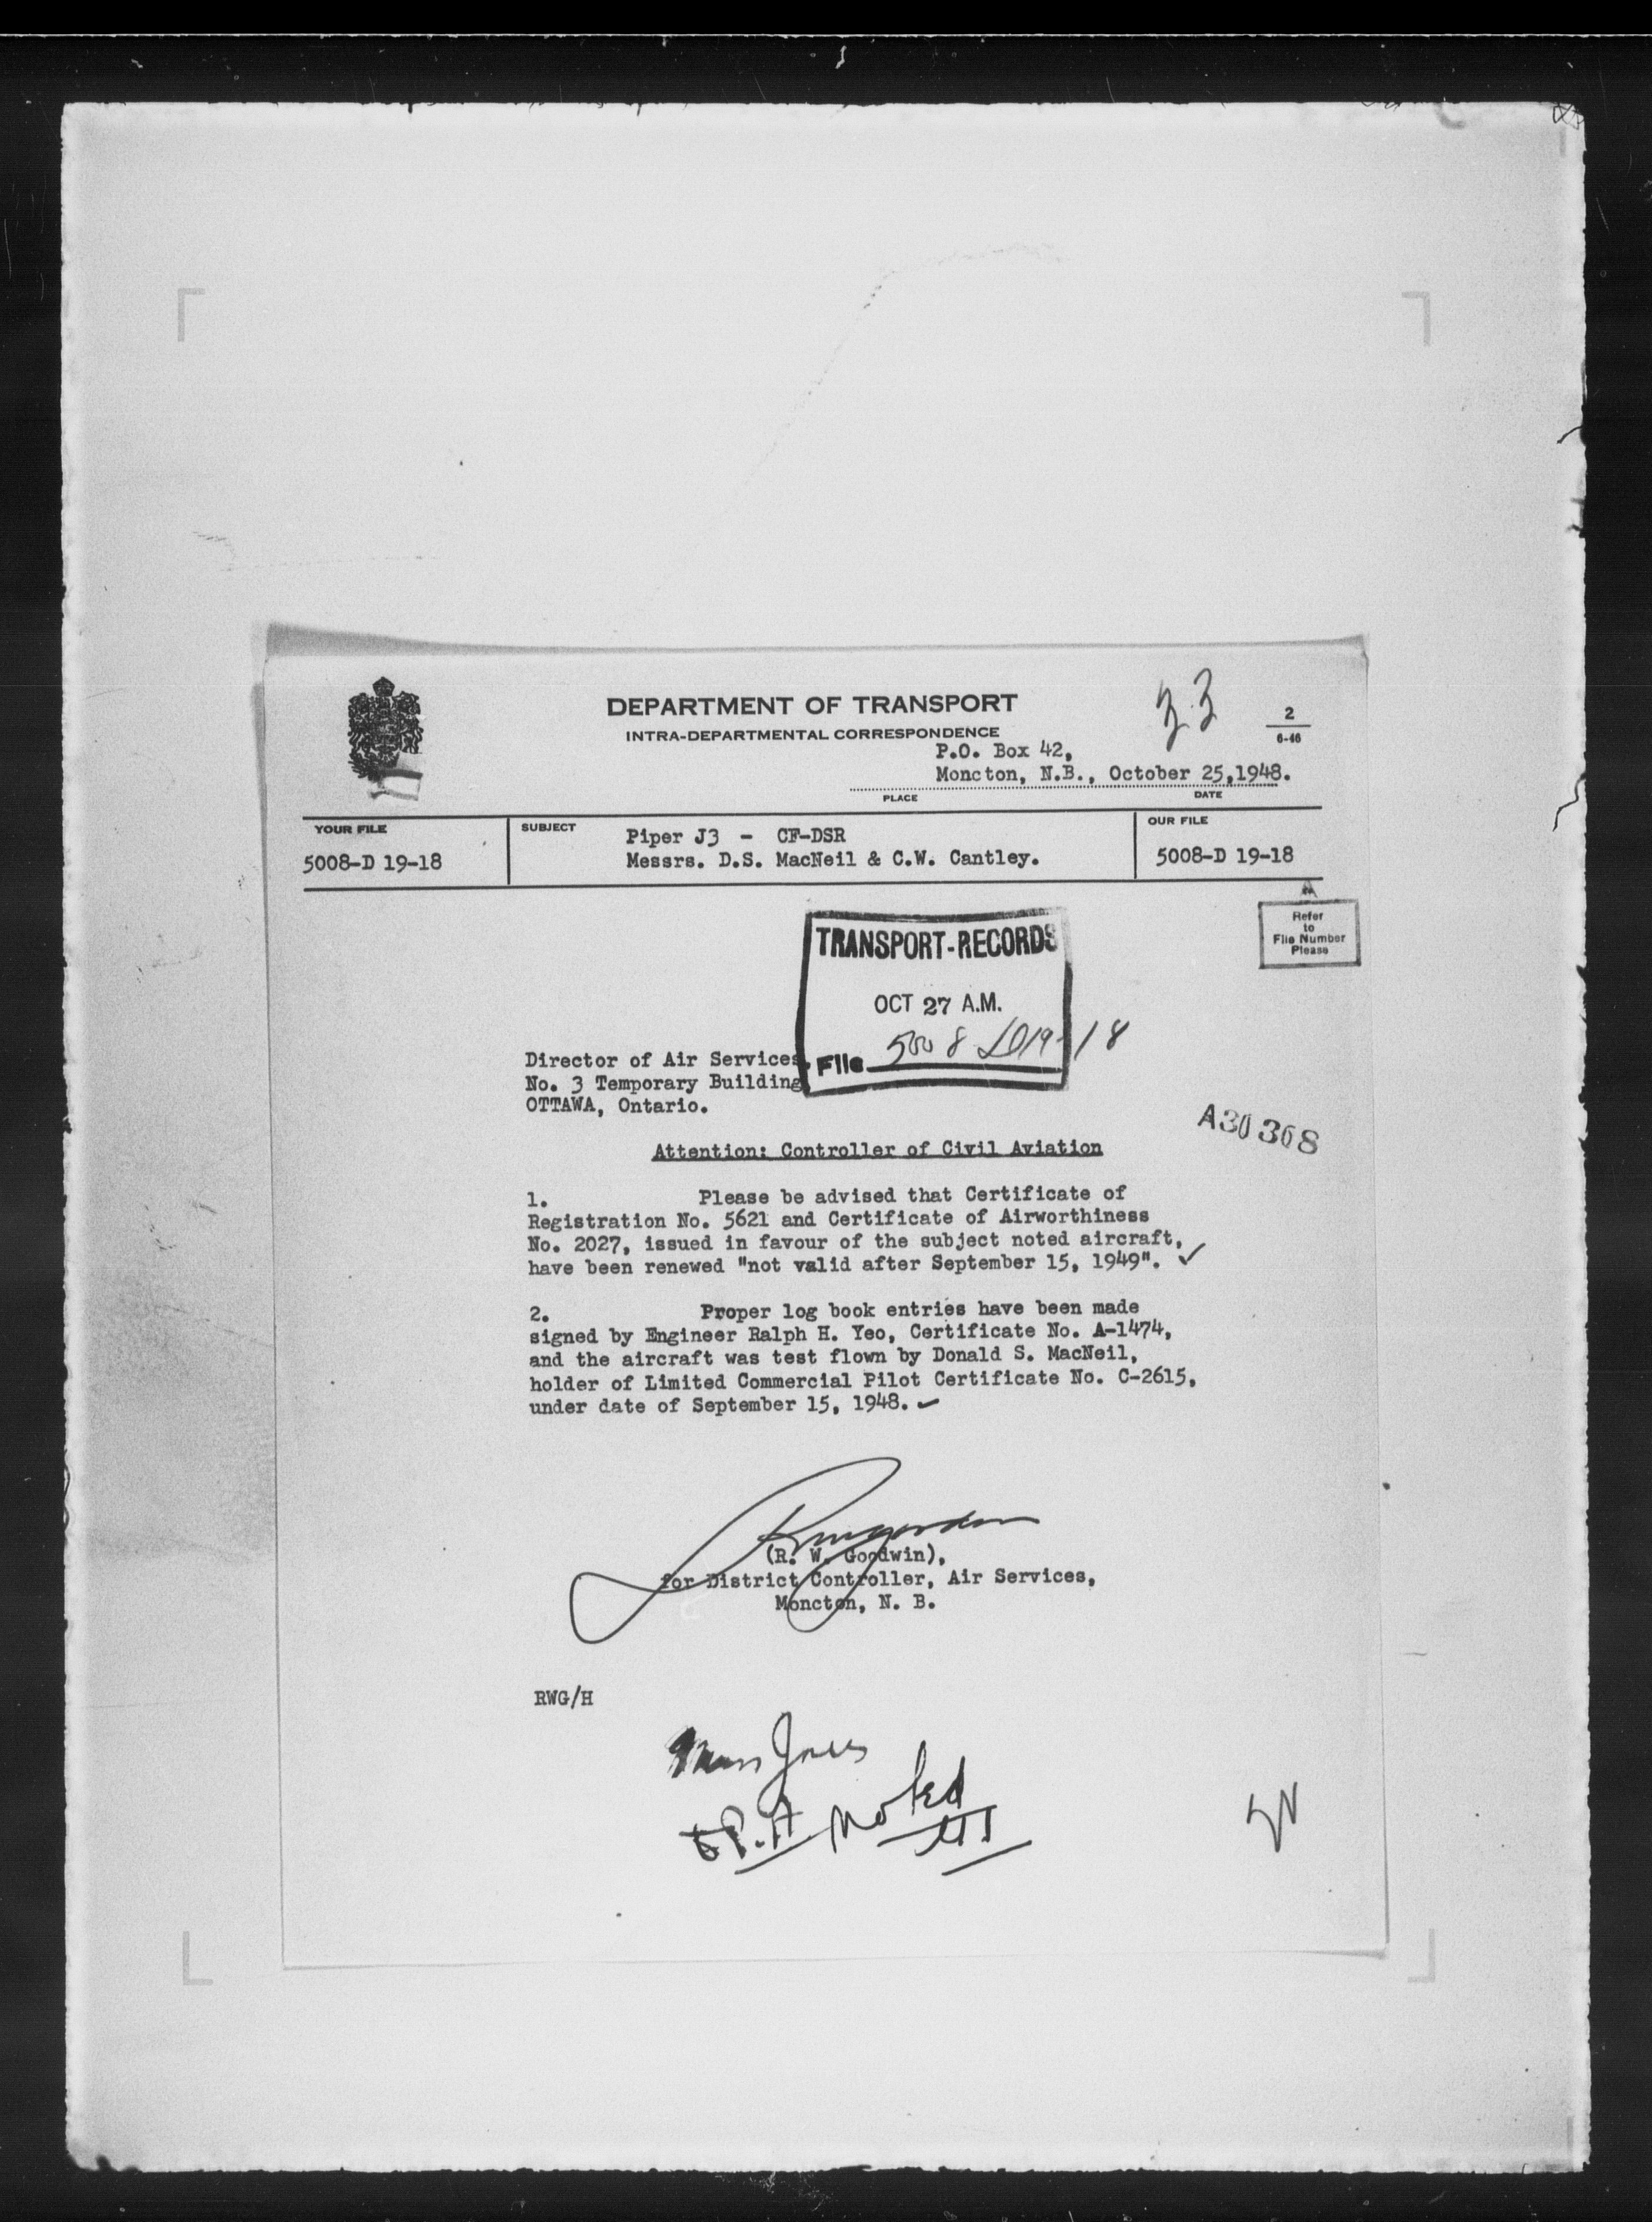 DEPARTMENT OF TRANSPORT
INTRA-DEPARTMENTAL CORRESPONDENCE
33
2
6-46
P.O. Box 42,
Moncton, N.B., October 25,1948.
PLACE
DATE
YOUR FILE
5008-D 19-18
SUBJECT
Piper J3 - CF-DSR
Messrs. D.S. MacNeil & C.W. Cantley.
OUR FILE
5008-D 19-18
Refer
to
File Number
Please
TRANSPORT-RECORDS
OCT 27 A.M.
File 5008 D19-18
Director of Air Services,
No. 3 Temporary Building
OTTAWA, Ontario.
A30308
Attention: Controller of Civil Aviation
1. Please be advised that Certificate of
Registration No. 5621 and Certificate of Airworthiness
No. 2027, issued in favour of the subject noted aircraft,
have been renewed "not valid after September 15, 1949". ✓
2. Proper log book entries have been made
signed by Engineer Ralph H. Yeo, Certificate No. A-1474,
and the aircraft was test flown by Donald S. MacNeil,
holder of Limited Commercial Pilot Certificate No. C-2615,
under date of September 15, 1948. ✓
(R. W. Goodwin),
for District Controller, Air Services,
Moncton, N. B.
RWG/H
Noted